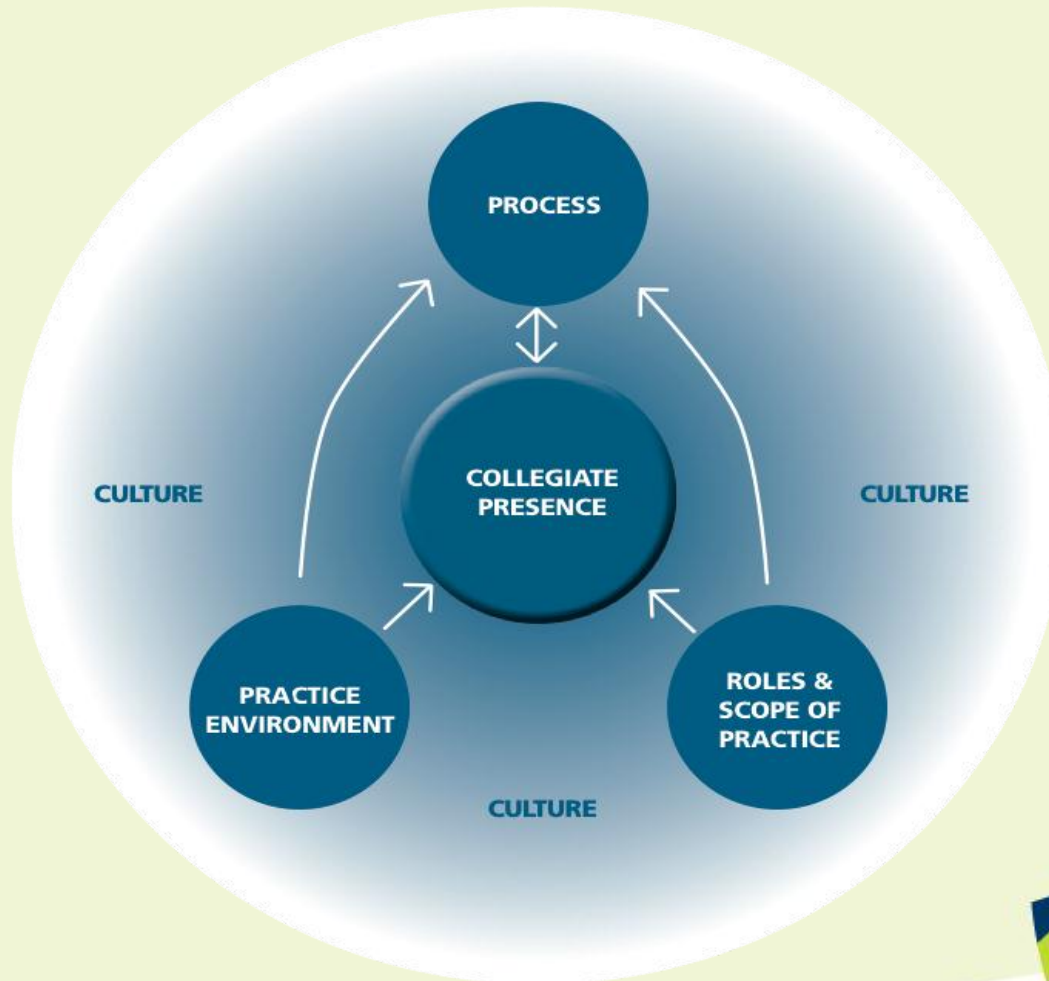 PROCESS
COLLEGIATE
PRESENCE
CULTURE
CULTURE
PRACTICE
ENVIRONMENT
ROLES &
SCOPE OF
PRACTICE
CULTURE